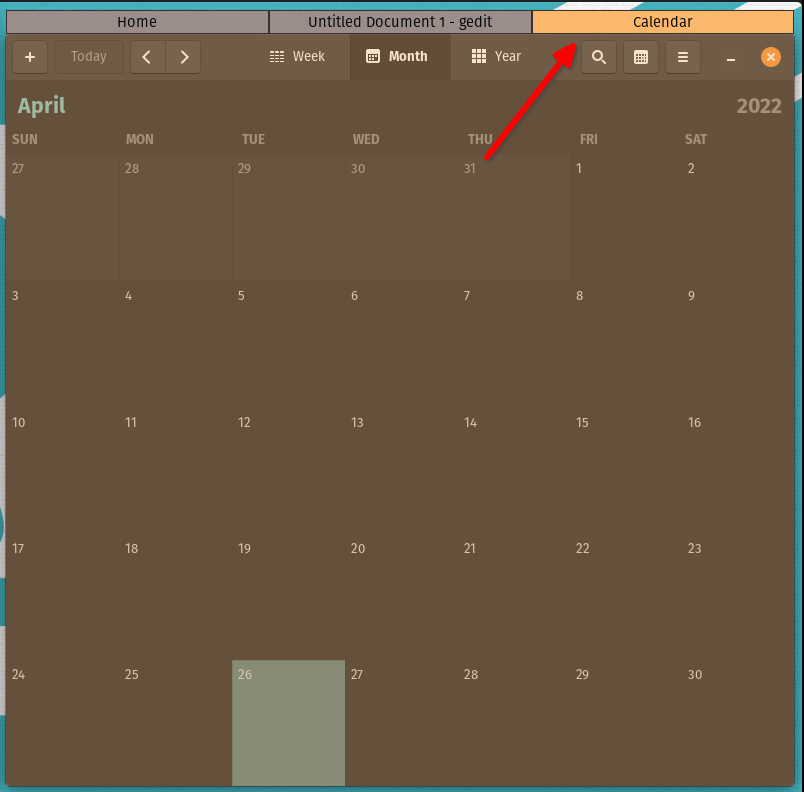 Home Untitled Document 1 - gedit Calendar
Today Week Month Year
April 2022
SUN MON TUE WED THU FRI SAT
27 28 29 30 31 1 2
3 4 5 6 7 8 9
10 11 12 13 14 15 16
17 18 19 20 21 22 23
24 25 26 27 28 29 30